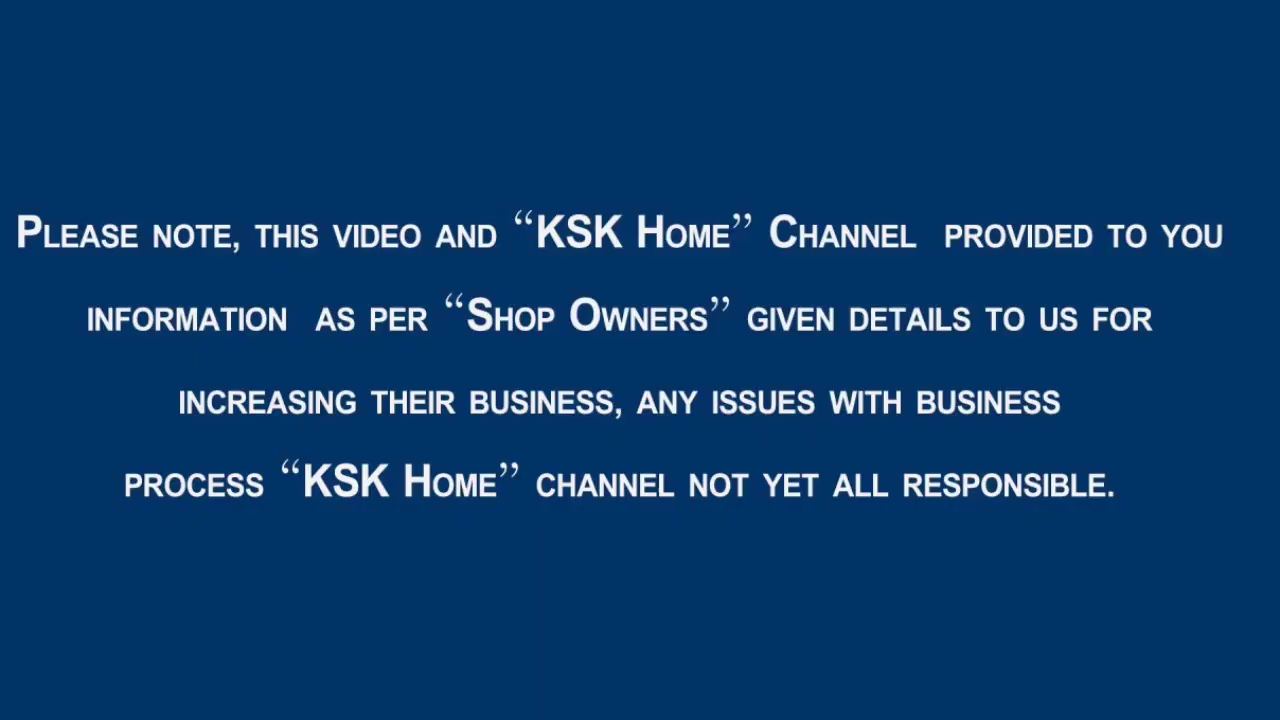 Please note, this video and “KSK Home” Channel provided to you
information as per “Shop Owners” given details to us for
increasing their business, any issues with business
process “KSK Home” channel not yet all responsible.